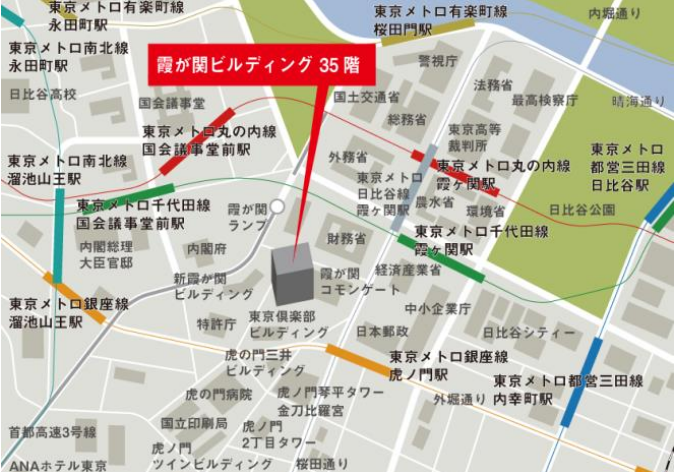 東京メトロ有楽町線
永田町駅
東京メトロ有楽町線
桜田門駅
内堀通り
東京メトロ南北線
永田町駅
霞が関ビルディング 35 階
警視庁
日比谷高校
国会議事堂
国土交通省
法務省
最高検察庁
晴海通り
総務省
東京メトロ丸の内線
国会議事堂前駅
東京高等
裁判所
東京メトロ
都営三田線
日比谷駅
東京メトロ南北線
溜池山王駅
外務省
東京メトロ丸の内線
霞ヶ関駅
東京メトロ
日比谷線
霞ヶ関駅
農水省
環境省
東京メトロ千代田線
国会議事堂前駅
霞が関
ランプ
日比谷公園
財務省
東京メトロ千代田線
霞ヶ関駅
内閣総理
大臣官邸
内閣府
新霞が関
ビルディング
霞が関
コモンゲート
経済産業省
東京メトロ銀座線
溜池山王駅
特許庁
東京倶楽部
ビルディング
中小企業庁
日本郵政
日比谷シティー
虎の門三井
ビルディング
東京メトロ銀座線
虎ノ門駅
東京メトロ都営三田線
内幸町駅
虎の門病院
虎ノ門琴平タワー
金刀比羅宮
外堀通り
国立印刷局
虎ノ門
2丁目タワー
首都高速3号線
虎ノ門
ツインビルディング
桜田通り
ANAホテル東京